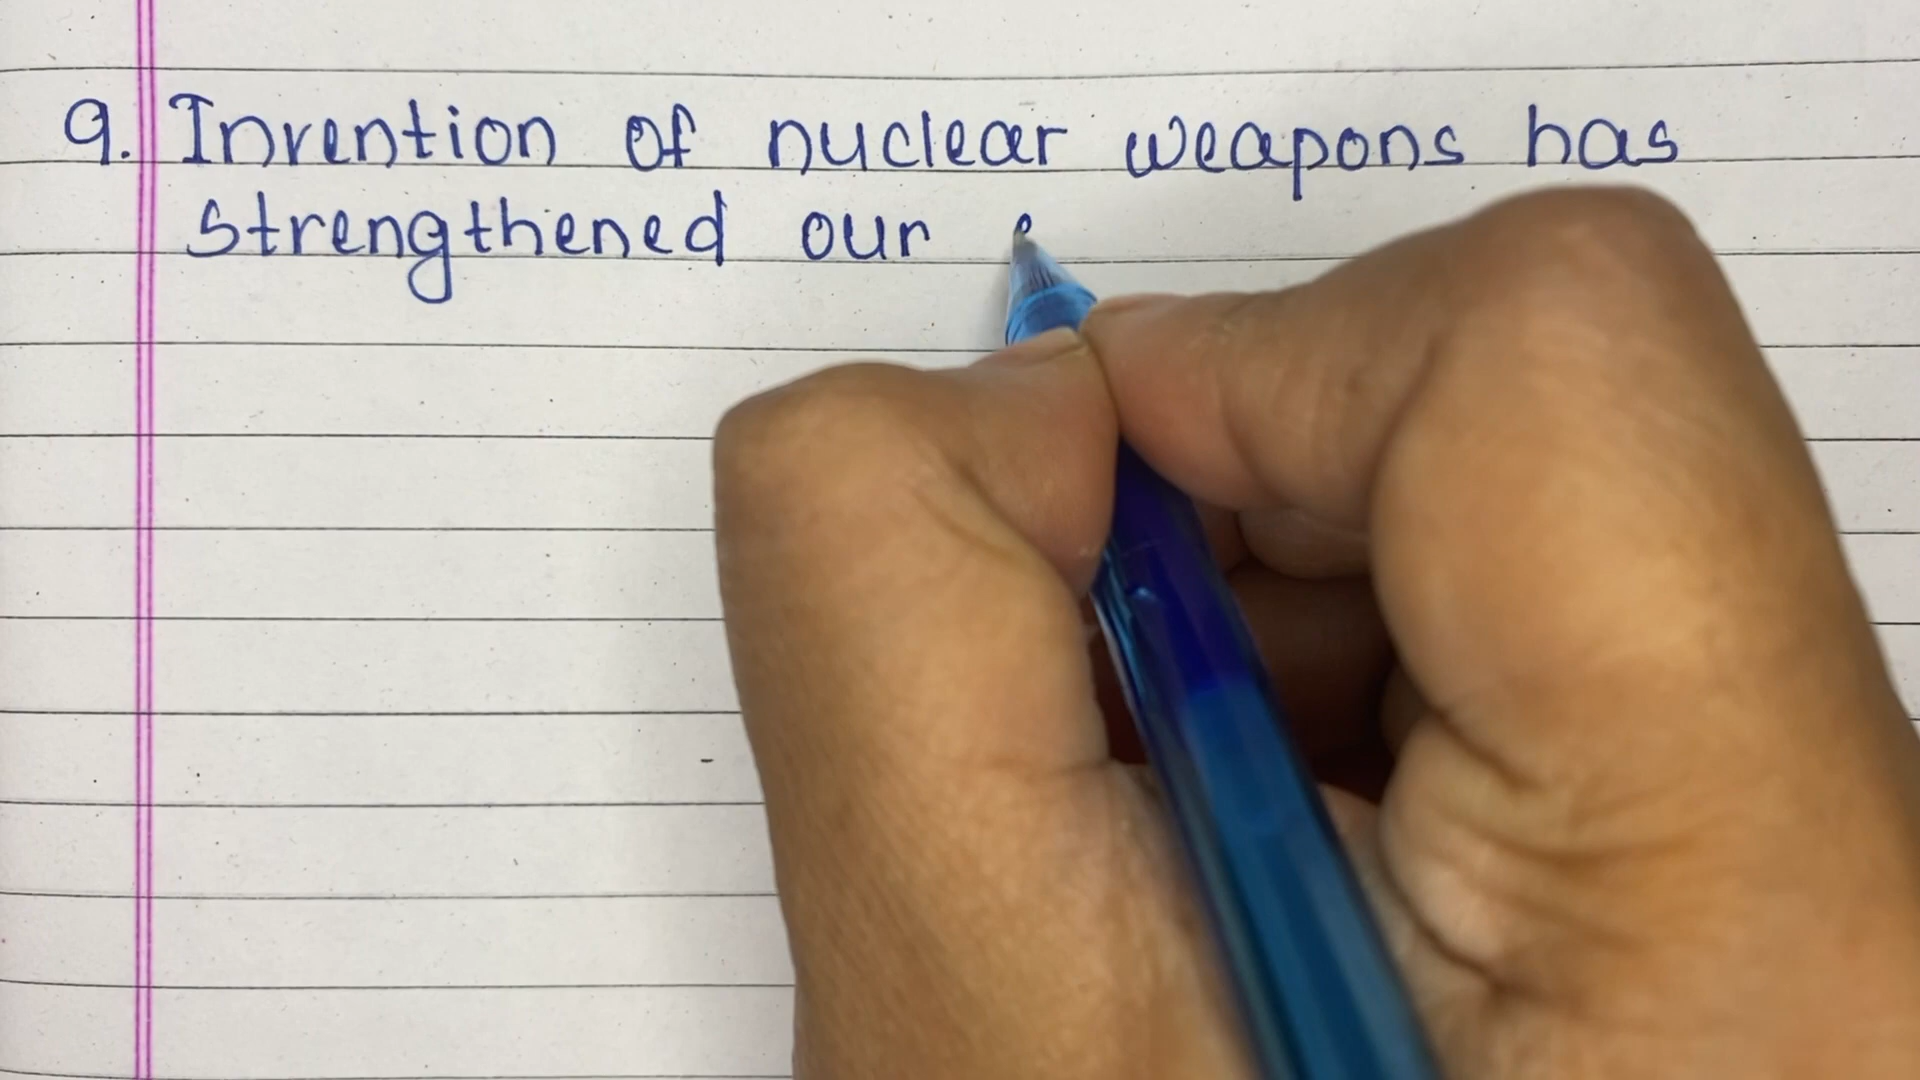 9. Invention of nuclear weapons has
strengthened our